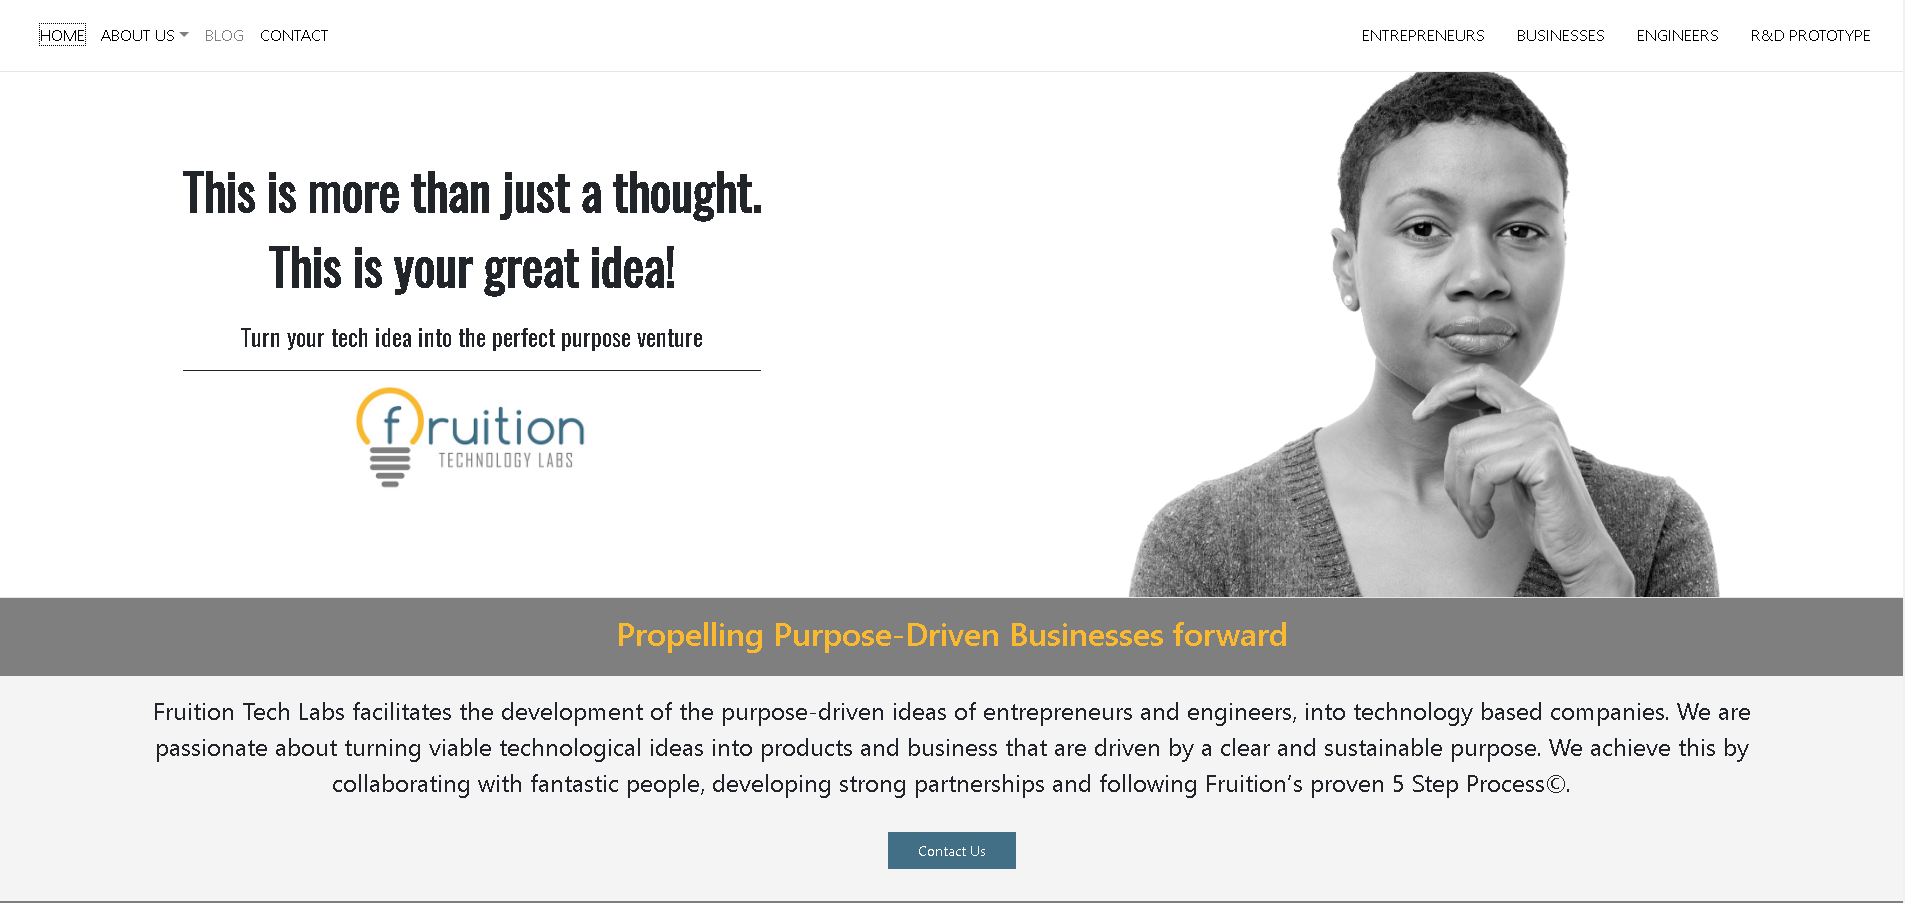 HOME ABOUT US BLOG CONTACT ENTREPRENEURS BUSINESSES ENGINEERS R&D PROTOTYPE
This is more than just a thought.
This is your great idea!
Turn your tech idea into the perfect purpose venture
fruition
TECHNOLOGY LABS
Propelling Purpose-Driven Businesses forward
Fruition Tech Labs facilitates the development of the purpose-driven ideas of entrepreneurs and engineers, into technology based companies. We are
passionate about turning viable technological ideas into products and business that are driven by a clear and sustainable purpose. We achieve this by
collaborating with fantastic people, developing strong partnerships and following Fruition’s proven 5 Step Process©.
Contact Us